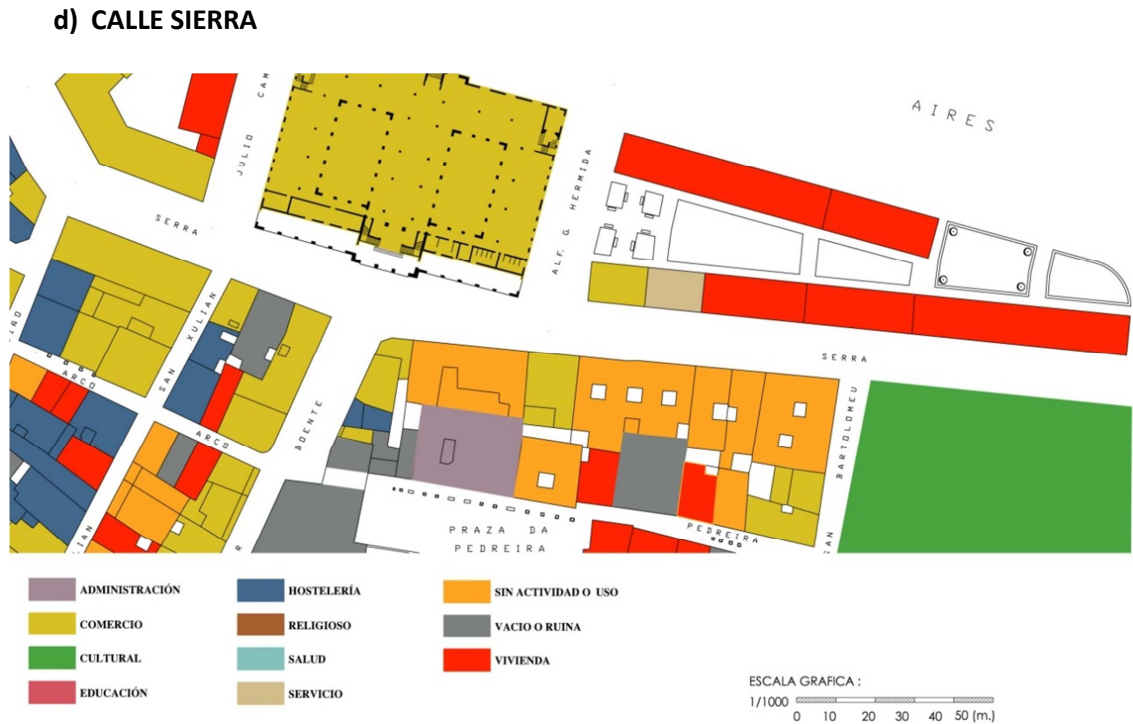 d) CALLE SIERRA
AIRES
JULIO CAM
ALF. G. HERMIDA
SERRA
SAN XULIAN
SERRA
ARCO
BOENTE
ARCO
SAN BARTOLOMEU
PRAZA DA
PEDREIRA
PEDREIRA
ADMINISTRACIÓN
COMERCIO
CULTURAL
EDUCACIÓN
HOSTELERÍA
RELIGIOSO
SALUD
SERVICIO
SIN ACTIVIDAD O USO
VACIO O RUINA
VIVIENDA
ESCALA GRAFICA :
1/1000
0 10 20 30 40 50 (m.)